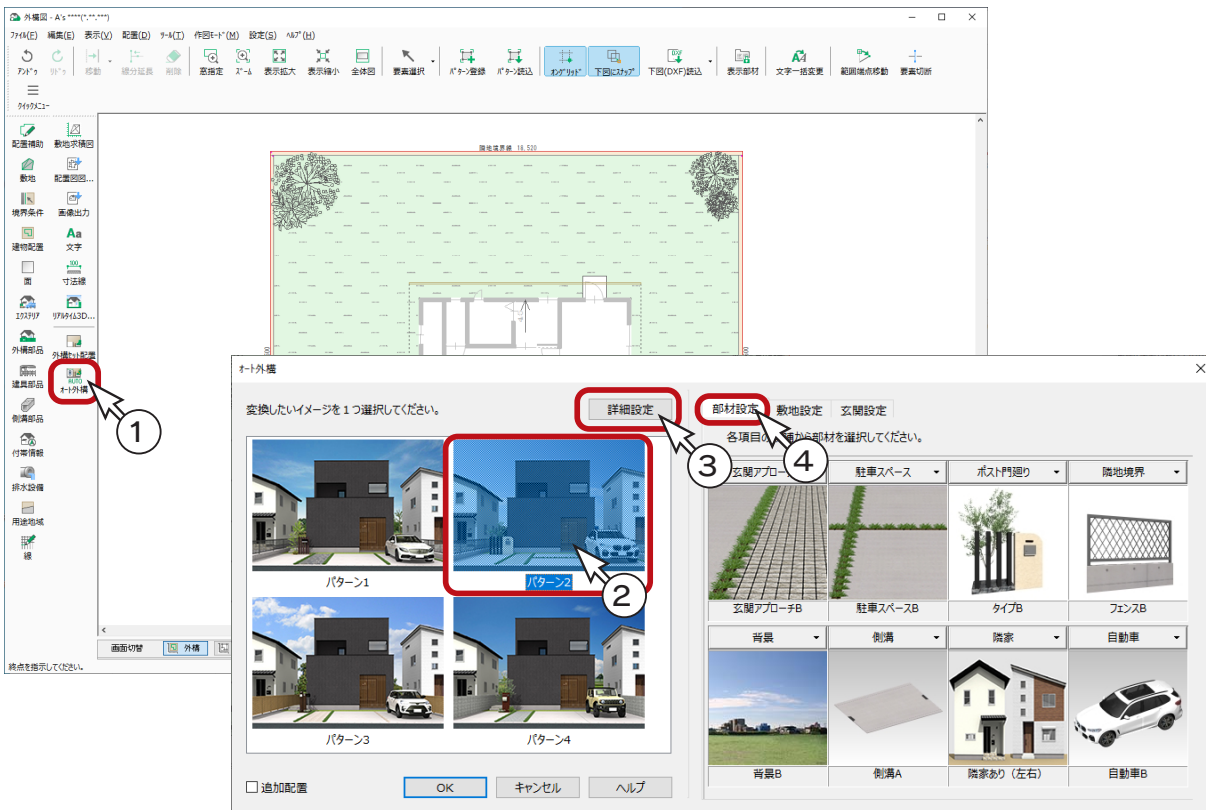 外構図 - A's ****(*.**.***)
ファイル(F) 編集(E) 表示(V) 配置(D) ツール(T) 作図モード(M) 設定(S) ヘルプ(H)
アンドゥ リドゥ 移動 線分延長 削除 窓指定 ズーム 表示拡大 表示縮小 全体図 要素選択 パターン登録 パターン読込 オングリッド 下図にスナップ 下図(DXF)読込 表示部材 文字一括変更 範囲端点移動 要素切断
クイックメニュー
配置補助 敷地求積図
敷地 配置図図...
境界条件 画像出力
建物配置 文字
面 寸法線
エクステリア リアルタイム3D...
外構部品 外構セット配置
建具部品 AUTO オート外構
側溝部品
付帯情報
排水設備
用途地域
線
隣地境界線 18,520
画面切替 外構
終点を指示してください。
1
オート外構
変換したいイメージを1つ選択してください。
詳細設定
3
パターン1 パターン2
2
パターン3 パターン4
追加配置 OK キャンセル ヘルプ
部材設定 敷地設定 玄関設定
4
各項目の 部材を選択してください。
玄関アプローチ 駐車スペース ポスト門廻り 隣地境界
玄関アプローチB 駐車スペースB タイプB フェンスB
背景 側溝 隣家 自動車
背景B 側溝A 隣家あり（左右） 自動車B